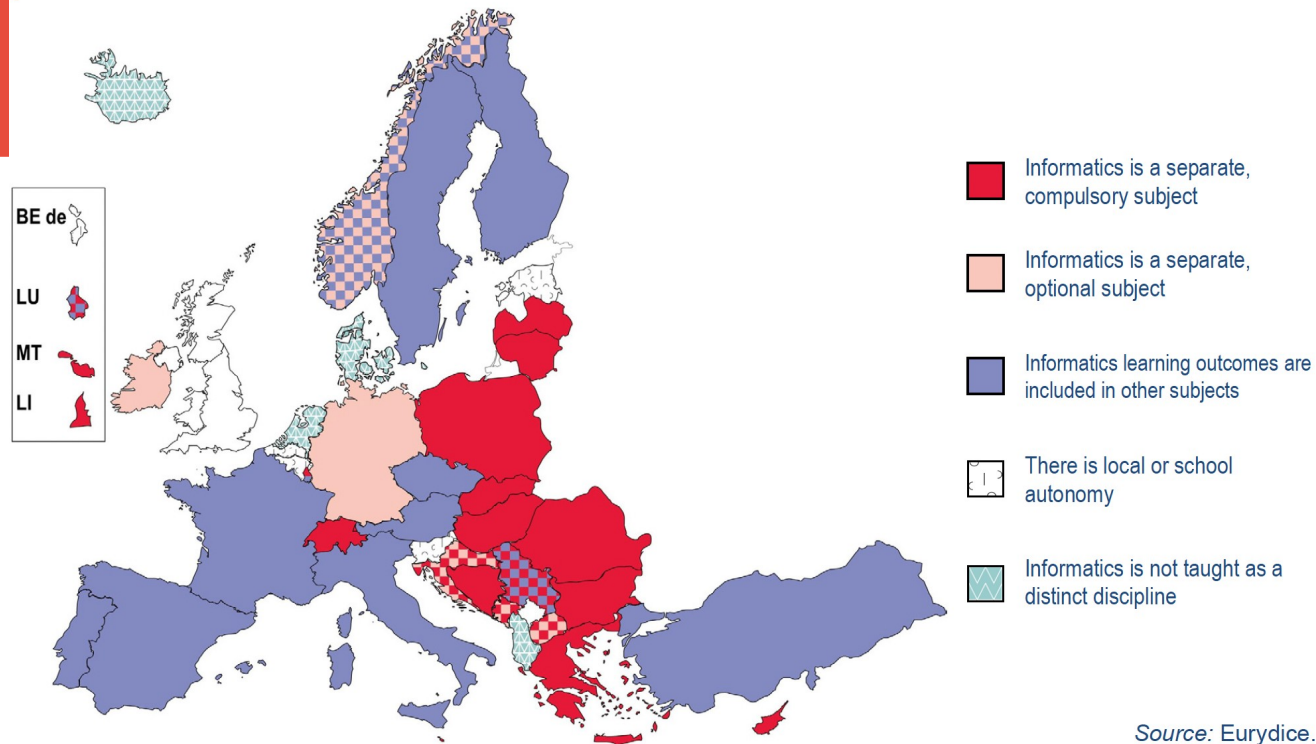 BE de
LU
MT
LI
Informatics is a separate,
compulsory subject
Informatics is a separate,
optional subject
Informatics learning outcomes are
included in other subjects
There is local or school
autonomy
Informatics is not taught as a
distinct discipline
Source: Eurydice.